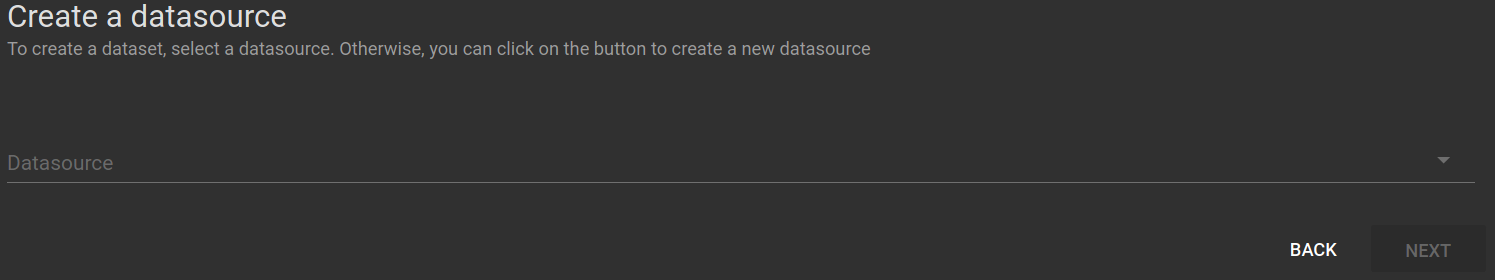 Create a datasource
To create a dataset, select a datasource. Otherwise, you can click on the button to create a new datasource
Datasource
BACK NEXT